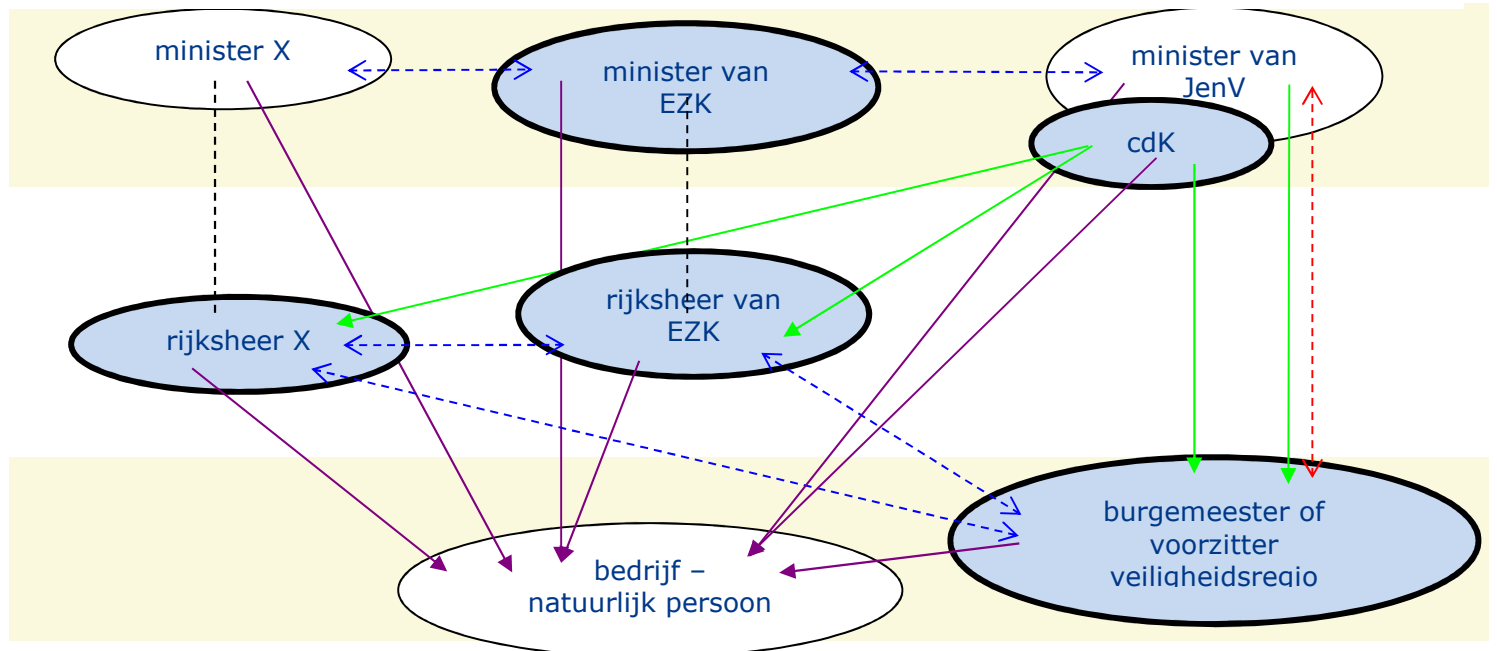 minister X
minister van
EZK
minister van
JenV
cdK
rijksheer X
rijksheer van
EZK
burgemeester of
voorzitter
veiligheidsregio
bedrijf –
natuurlijk persoon